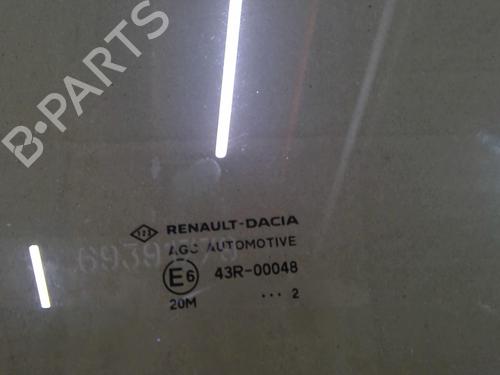 B-PARTS
RENAULT-DACIA
AGC AUTOMOTIVE
E6 43R-00048
20M ··· 2